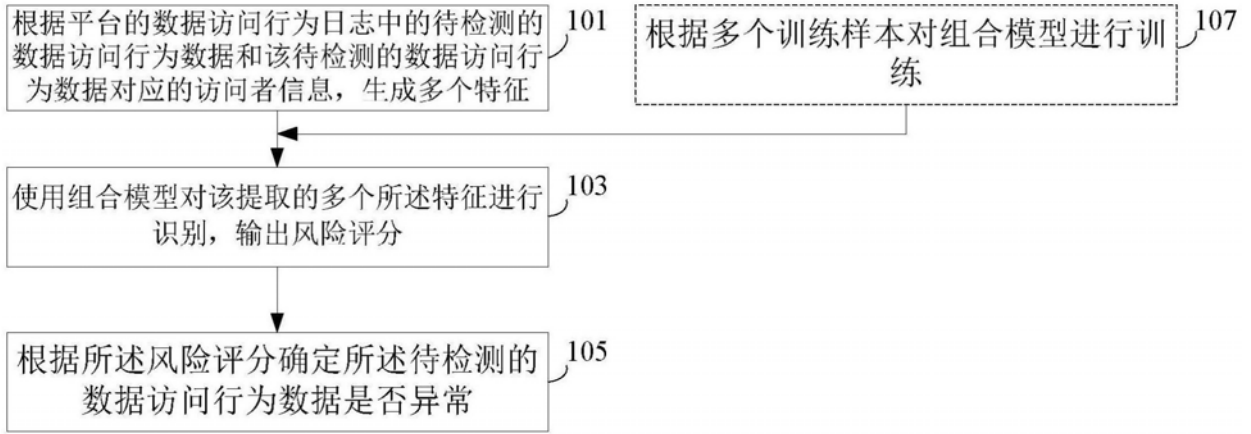 根据平台的数据访问行为日志中的待检测的
数据访问行为数据和该待检测的数据访问行
为数据对应的访问者信息，生成多个特征
101
根据多个训练样本对组合模型进行训
练
107
使用组合模型对该提取的多个所述特征进行
识别，输出风险评分
103
根据所述风险评分确定所述待检测的
数据访问行为数据是否异常
105